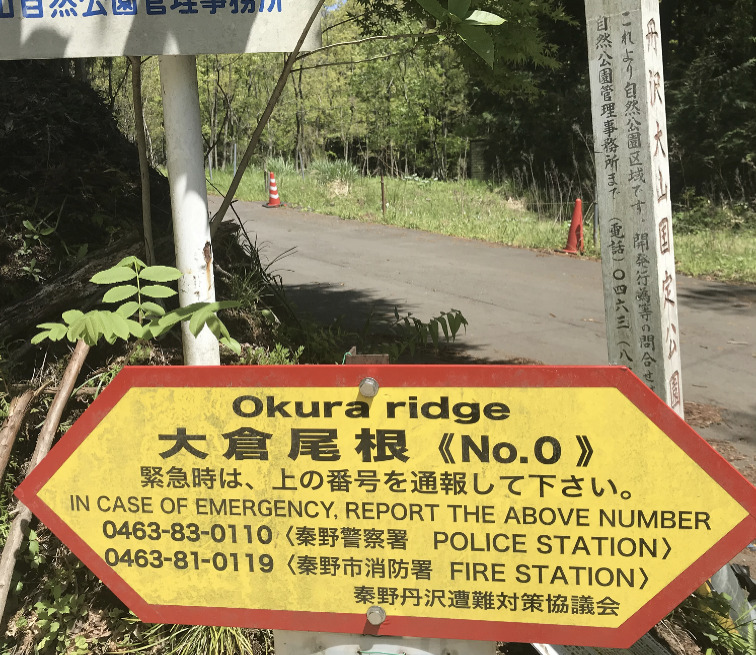 山自然公園管理事務所
丹沢大山国定公園
これより自然公園区域です。開発行為等の問合せ
自然公園管理事務所まで (電話)〇四六三(八
Okura ridge
大倉尾根《No.0》
緊急時は、上の番号を通報して下さい。
IN CASE OF EMERGENCY, REPORT THE ABOVE NUMBER
0463-83-0110〈秦野警察署 POLICE STATION〉
0463-81-0119〈秦野市消防署 FIRE STATION〉
秦野丹沢遭難対策協議会